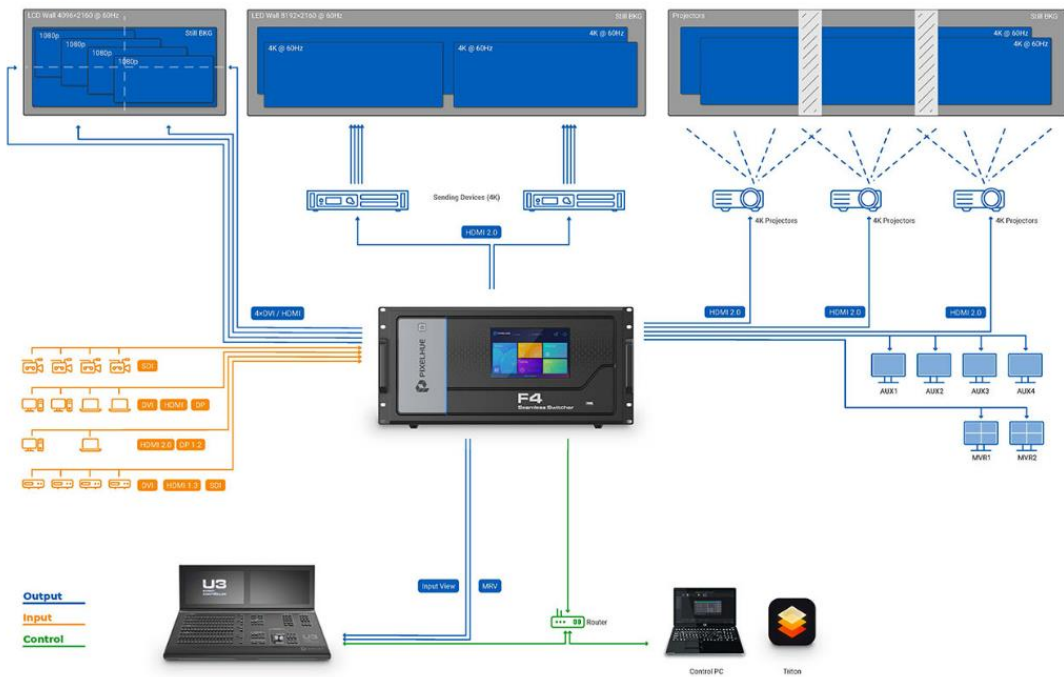 LCD Wall 4096×2160 @ 60Hz
Still BKG
1080p
1080p
1080p
1080p
LED Wall 8192×2160 @ 60Hz
Still BKG
4K @ 60Hz
4K @ 60Hz
4K @ 60Hz
Projectors
Still BKG
4K @ 60Hz
4K @ 60Hz
Sending Devices (4K)
HDMI 2.0
4K Projectors
4K Projectors
4K Projectors
HDMI 2.0
HDMI 2.0
HDMI 2.0
4×DVI / HDMI
SDI
DVI
HDMI
DP
HDMI 2.0
DP 1.2
DVI
HDMI 1.3
SDI
PIXELHUE
F4
Seamless Switcher
AUX1
AUX2
AUX3
AUX4
MVR1
MVR2
Output
Input
Control
U3
U3
Input View
MRV
Router
Control PC
Triton